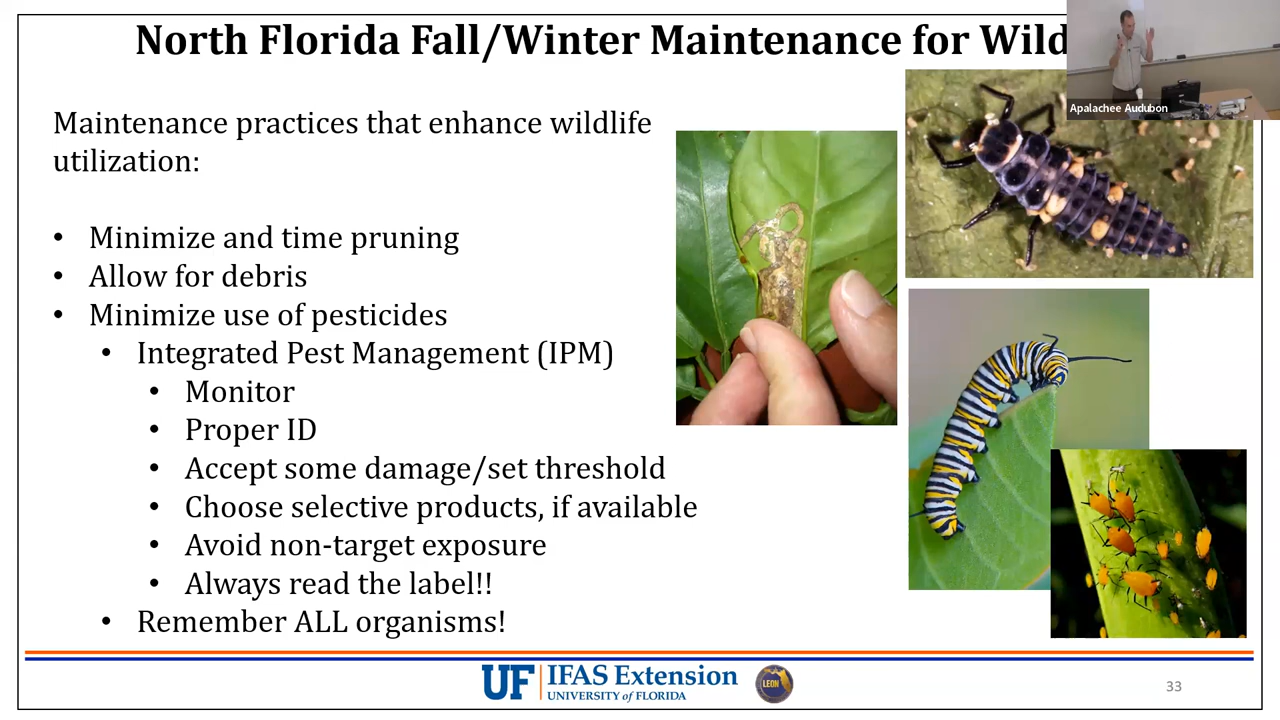 North Florida Fall/Winter Maintenance for Wild
Apalachee Audubon
Maintenance practices that enhance wildlife
utilization:
• Minimize and time pruning
• Allow for debris
• Minimize use of pesticides
• Integrated Pest Management (IPM)
• Monitor
• Proper ID
• Accept some damage/set threshold
• Choose selective products, if available
• Avoid non-target exposure
• Always read the label!!
• Remember ALL organisms!
UF IFAS Extension
UNIVERSITY of FLORIDA
LEON
33